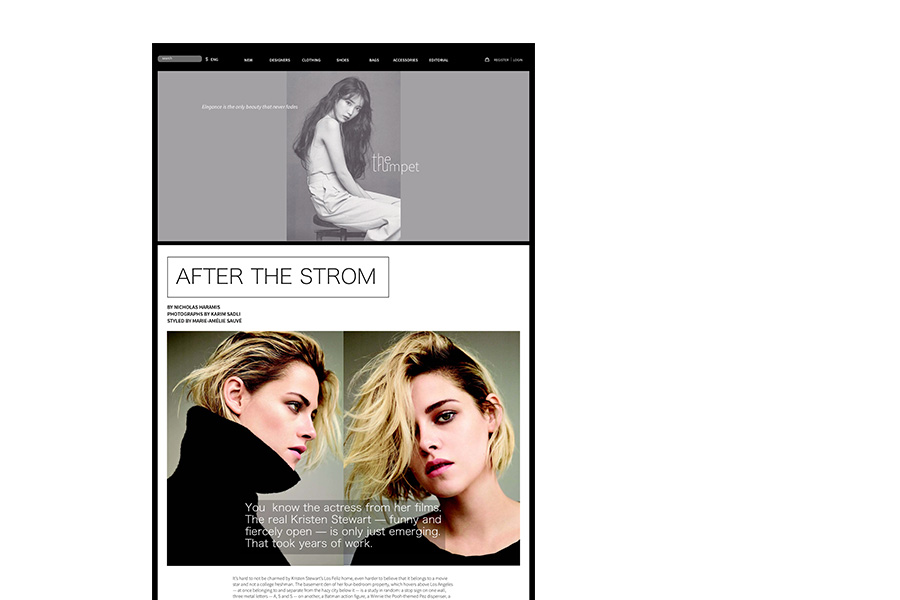 SEARCH
$ ENG
NEW DESIGNERS CLOTHING SHOES BAGS ACCESSORIES EDITORIAL
REGISTER | LOGIN
Elegance is the only beauty that never fades.
the
trumpet
AFTER THE STROM
BY NICHOLAS HARAMIS
PHOTOGRAPHS BY KARIM SADLI
STYLED BY MARIE-AMÉLIE SAUVÉ
You know the actress from her films.
The real Kristen Stewart — funny and
fiercely open — is only just emerging.
That took years of work.
It's hard to not be charmed by Kristen Stewart's Los Feliz home, even harder to believe that it belongs to a movie
star and not a college freshman. The basement den of her four-bedroom property, which hovers above Los Angeles
— at once belonging to and separate from the hazy city below it — is a study in random: a stop sign on one wall,
three metal letters — A, S and S — on another, a Batman action figure, a Winnie the Pooh-themed Pez dispenser, a